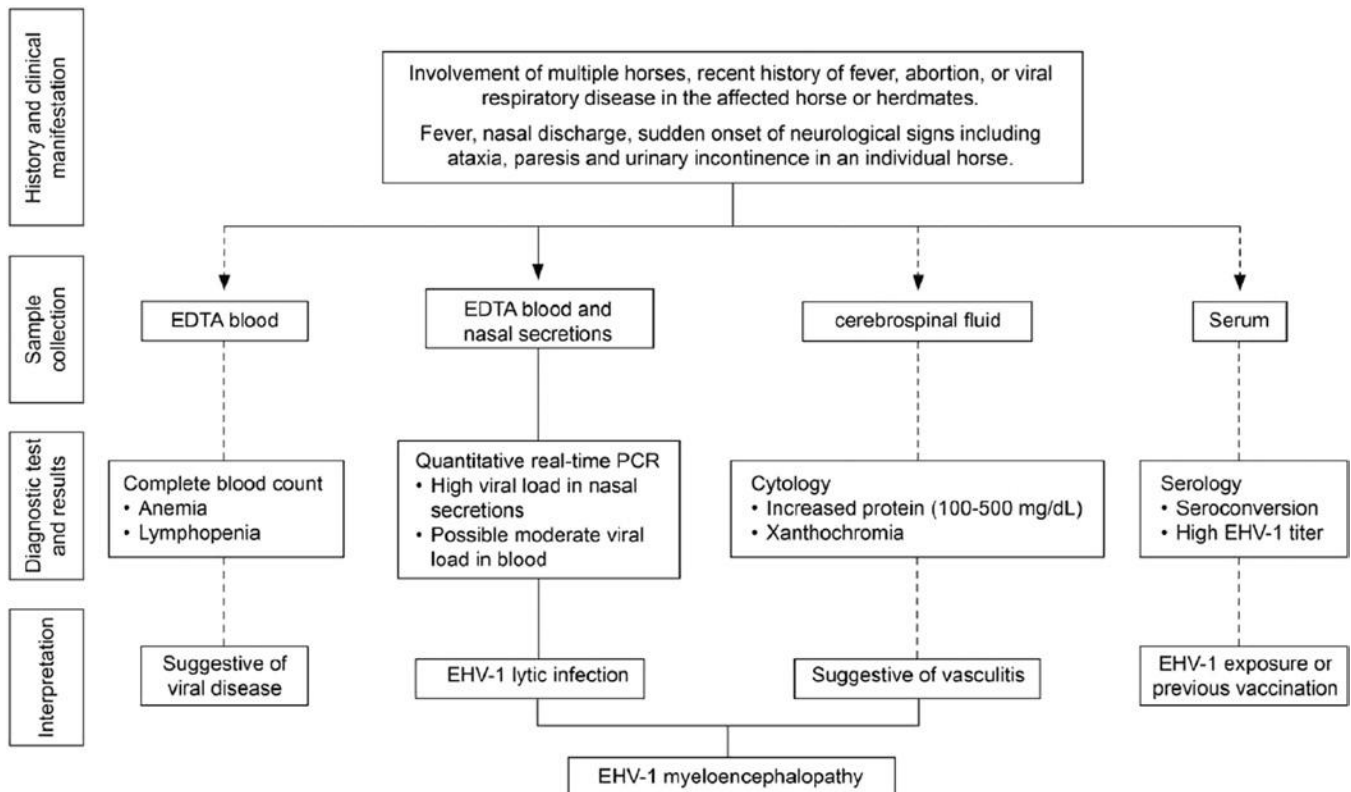 History and clinical
manifestation
Involvement of multiple horses, recent history of fever, abortion, or viral
respiratory disease in the affected horse or herdmates.
Fever, nasal discharge, sudden onset of neurological signs including
ataxia, paresis and urinary incontinence in an individual horse.
Sample
collection
EDTA blood
EDTA blood and
nasal secretions
cerebrospinal fluid
Serum
Diagnostic test
and results
Complete blood count
• Anemia
• Lymphopenia
Quantitative real-time PCR
• High viral load in nasal
secretions
• Possible moderate viral
load in blood
Cytology
• Increased protein (100-500 mg/dL)
• Xanthochromia
Serology
• Seroconversion
• High EHV-1 titer
Interpretation
Suggestive of
viral disease
EHV-1 lytic infection
Suggestive of vasculitis
EHV-1 exposure or
previous vaccination
EHV-1 myeloencephalopathy